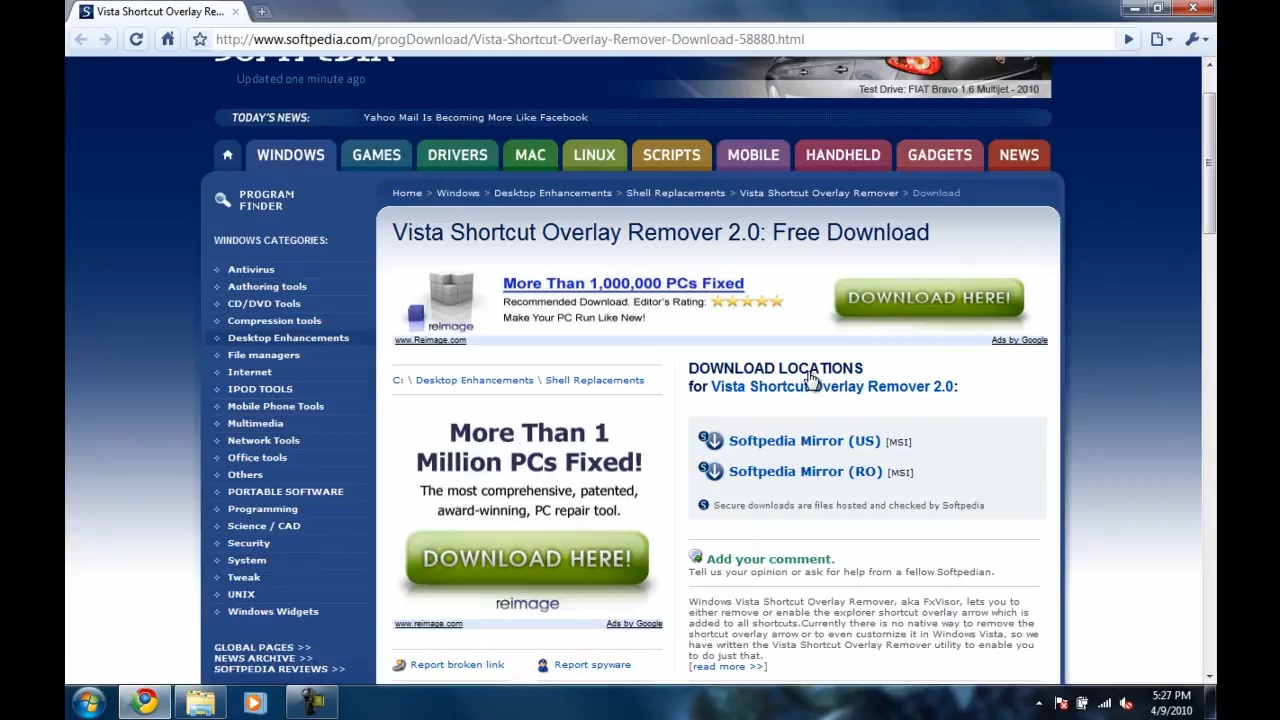 Vista Shortcut Overlay Re...
http://www.softpedia.com/progDownload/Vista-Shortcut-Overlay-Remover-Download-58880.html
SOFTPEDIA
Updated one minute ago
Test Drive: FIAT Bravo 1.6 Multijet - 2010
TODAY'S NEWS: Yahoo Mail Is Becoming More Like Facebook
WINDOWS GAMES DRIVERS MAC LINUX SCRIPTS MOBILE HANDHELD GADGETS NEWS
PROGRAM
FINDER
WINDOWS CATEGORIES:
Antivirus
Authoring tools
CD/DVD Tools
Compression tools
Desktop Enhancements
File managers
Internet
IPOD TOOLS
Mobile Phone Tools
Multimedia
Network Tools
Office tools
Others
PORTABLE SOFTWARE
Programming
Science / CAD
Security
System
Tweak
UNIX
Windows Widgets
GLOBAL PAGES >>
NEWS ARCHIVE >>
SOFTPEDIA REVIEWS >>
Home > Windows > Desktop Enhancements > Shell Replacements > Vista Shortcut Overlay Remover > Download
Vista Shortcut Overlay Remover 2.0: Free Download
reimage
More Than 1,000,000 PCs Fixed
Recommended Download. Editor's Rating:
Make Your PC Run Like New!
DOWNLOAD HERE!
www.Reimage.com
Ads by Google
C: \ Desktop Enhancements \ Shell Replacements
More Than 1
Million PCs Fixed!
The most comprehensive, patented,
award-winning, PC repair tool.
DOWNLOAD HERE!
reimage
www.reimage.com
Ads by Google
Report broken link
Report spyware
DOWNLOAD LOCATIONS
for Vista Shortcut Overlay Remover 2.0:
Softpedia Mirror (US) [MSI]
Softpedia Mirror (RO) [MSI]
Secure downloads are files hosted and checked by Softpedia
Add your comment.
Tell us your opinion or ask for help from a fellow Softpedian.
Windows Vista Shortcut Overlay Remover, aka FxVisor, lets you to
either remove or enable the explorer shortcut overlay arrow which is
added to all shortcuts.Currently there is no native way to remove the
shortcut overlay arrow or to even customize it in Windows Vista, so we
have written the Vista Shortcut Overlay Remover utility to enable you
to do just that.
[read more >>]
5:27 PM
4/9/2010